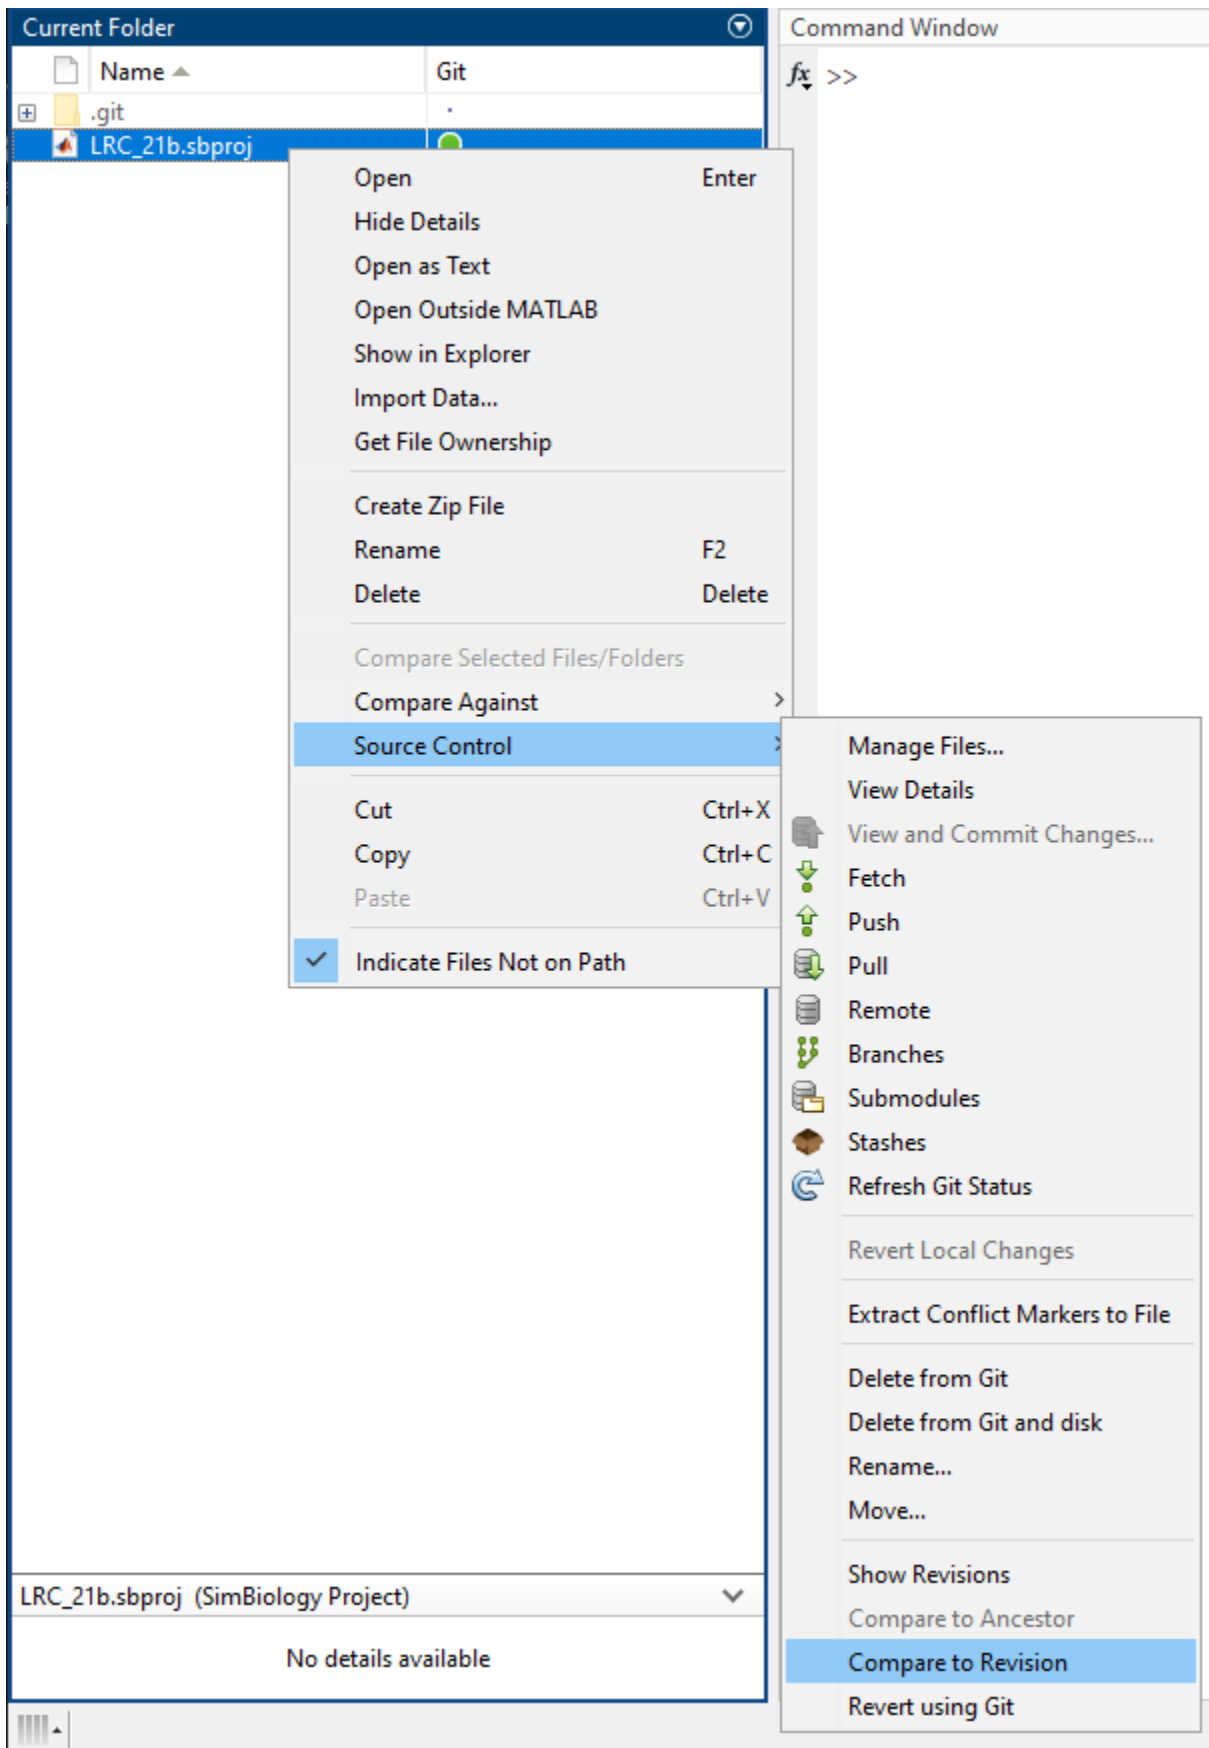 Current Folder
Command Window
Name Git
fx >>
.git
LRC_21b.sbproj
Open Enter
Hide Details
Open as Text
Open Outside MATLAB
Show in Explorer
Import Data...
Get File Ownership
Create Zip File
Rename F2
Delete Delete
Compare Selected Files/Folders
Compare Against
Source Control
Cut Ctrl+X
Copy Ctrl+C
Paste Ctrl+V
Indicate Files Not on Path
Manage Files...
View Details
View and Commit Changes...
Fetch
Push
Pull
Remote
Branches
Submodules
Stashes
Refresh Git Status
Revert Local Changes
Extract Conflict Markers to File
Delete from Git
Delete from Git and disk
Rename...
Move...
Show Revisions
Compare to Ancestor
Compare to Revision
Revert using Git
LRC_21b.sbproj (SimBiology Project)
No details available